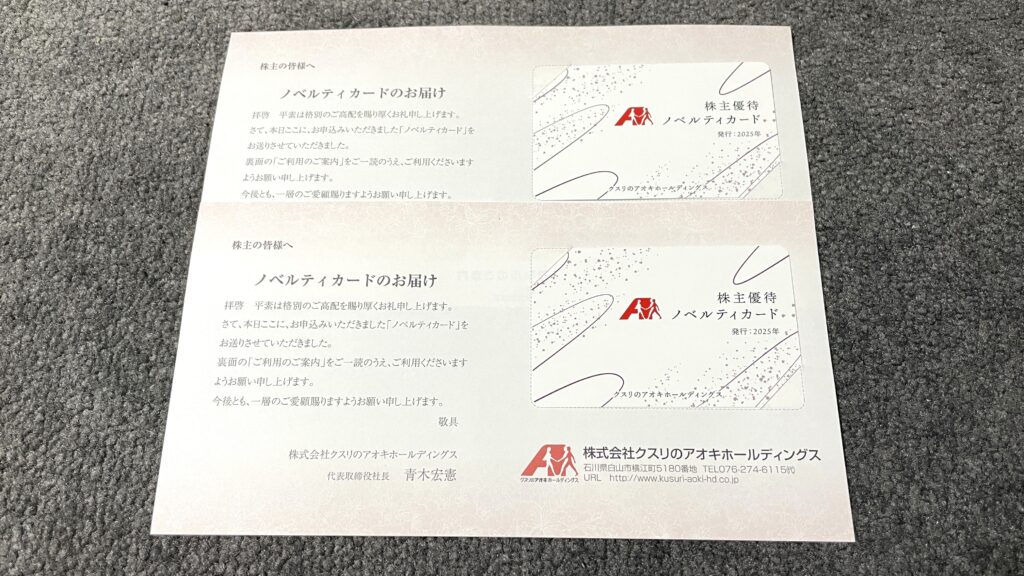 株主の皆様へ
ノベルティカードのお届け
拝啓　平素は格別のご高配を賜り厚くお礼申し上げます。
さて、本日ここに、お申込みいただきました「ノベルティカード」を
お送りさせていただきました。
裏面の「ご利用のご案内」をご一読のうえ、ご利用くださいます
ようお願い申し上げます。
今後とも、一層のご愛顧賜りますようお願い申し上げます。
株主優待
ノベルティカード
発行：2025年
クスリのアオキホールディングス
株主の皆様へ
ノベルティカードのお届け
拝啓　平素は格別のご高配を賜り厚くお礼申し上げます。
さて、本日ここに、お申込みいただきました「ノベルティカード」を
お送りさせていただきました。
裏面の「ご利用のご案内」をご一読のうえ、ご利用くださいます
ようお願い申し上げます。
今後とも、一層のご愛顧賜りますようお願い申し上げます。
敬具
株式会社クスリのアオキホールディングス
代表取締役社長　青木宏憲
株主優待
ノベルティカード
発行：2025年
クスリのアオキホールディングス
クスリのアオキホールディングス
株式会社クスリのアオキホールディングス
石川県白山市横江町5180番地　TEL076-274-6115㈹
URL　http://www.kusuri-aoki-hd.co.jp